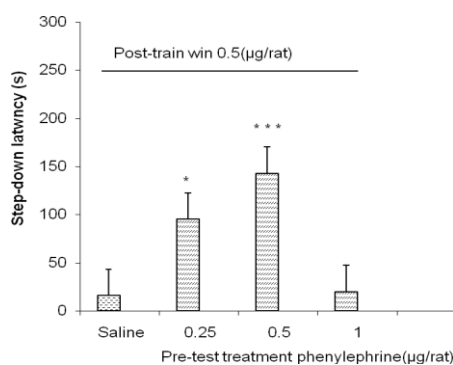 300
250
200
150
100
50
0
Step-down latwncy (s)
Post-train win 0.5(µg/rat)
*
***
Saline 0.25 0.5 1
Pre-test treatment phenylephrine(µg/rat)